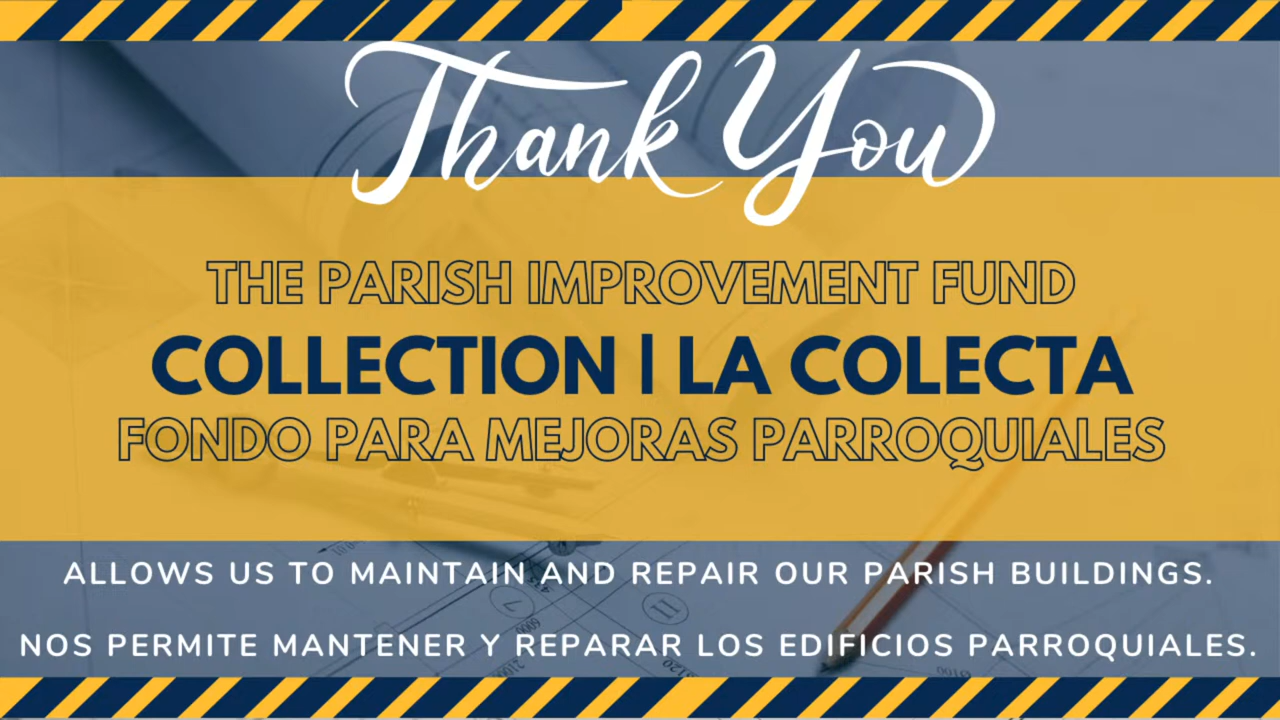 Thank You
THE PARISH IMPROVEMENT FUND
COLLECTION | LA COLECTA
FONDO PARA MEJORAS PARROQUIALES
ALLOWS US TO MAINTAIN AND REPAIR OUR PARISH BUILDINGS.
NOS PERMITE MANTENER Y REPARAR LOS EDIFICIOS PARROQUIALES.